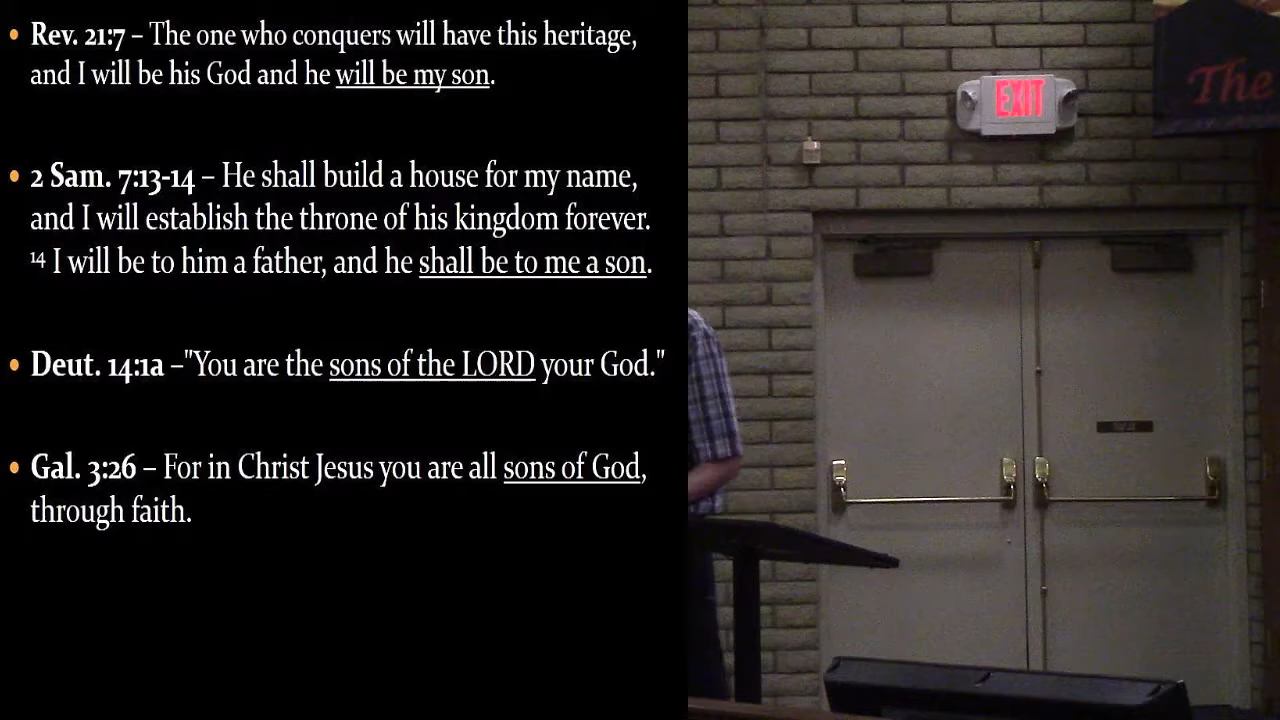 Rev. 21:7 – The one who conquers will have this heritage,
and I will be his God and he will be my son.
2 Sam. 7:13-14 – He shall build a house for my name,
and I will establish the throne of his kingdom forever.
14 I will be to him a father, and he shall be to me a son.
Deut. 14:1a –"You are the sons of the LORD your God."
Gal. 3:26 – For in Christ Jesus you are all sons of God,
through faith.
EXIT
The